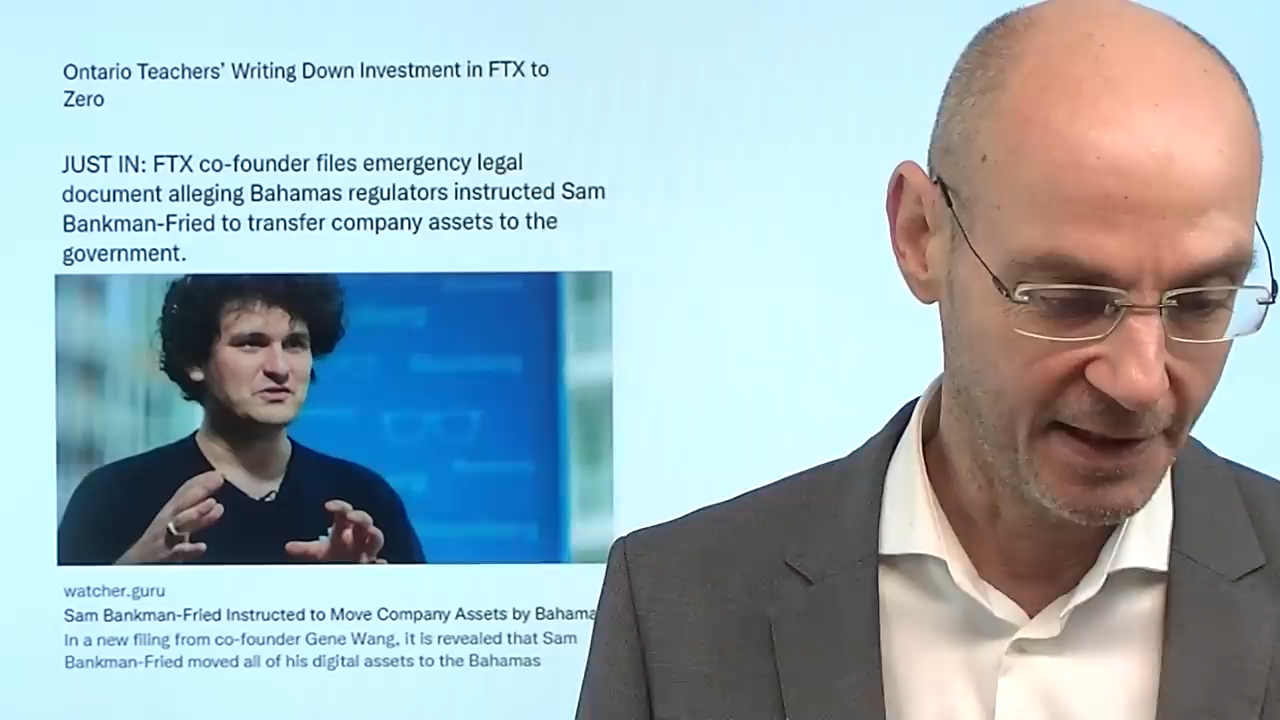 Ontario Teachers' Writing Down Investment in FTX to
Zero
JUST IN: FTX co-founder files emergency legal
document alleging Bahamas regulators instructed Sam
Bankman-Fried to transfer company assets to the
government.
watcher.guru
Sam Bankman-Fried Instructed to Move Company Assets by Bahama
In a new filing from co-founder Gene Wang, it is revealed that Sam
Bankman-Fried moved all of his digital assets to the Bahamas